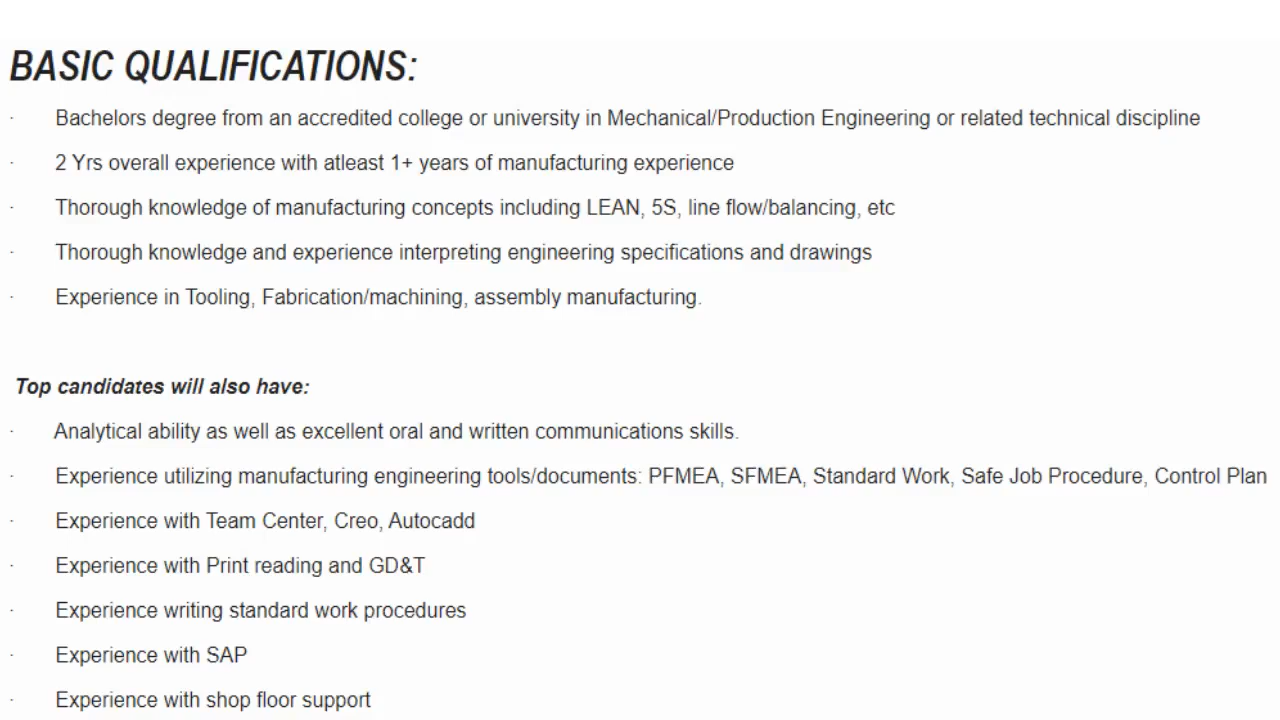 BASIC QUALIFICATIONS:
· Bachelors degree from an accredited college or university in Mechanical/Production Engineering or related technical discipline
· 2 Yrs overall experience with atleast 1+ years of manufacturing experience
· Thorough knowledge of manufacturing concepts including LEAN, 5S, line flow/balancing, etc
· Thorough knowledge and experience interpreting engineering specifications and drawings
· Experience in Tooling, Fabrication/machining, assembly manufacturing.
Top candidates will also have:
· Analytical ability as well as excellent oral and written communications skills.
· Experience utilizing manufacturing engineering tools/documents: PFMEA, SFMEA, Standard Work, Safe Job Procedure, Control Plan
· Experience with Team Center, Creo, Autocadd
· Experience with Print reading and GD&T
· Experience writing standard work procedures
· Experience with SAP
· Experience with shop floor support